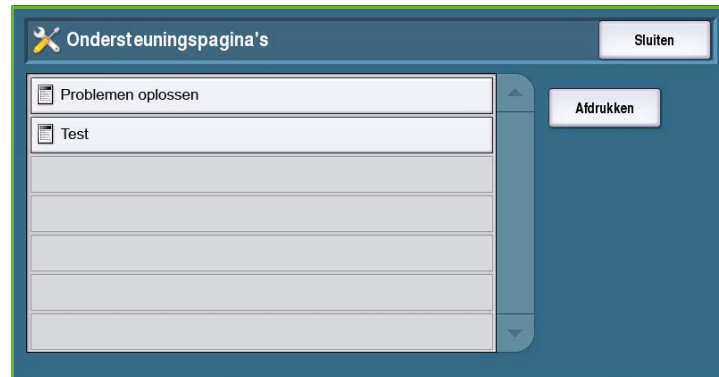 Ondersteuningspagina's
Sluiten
Problemen oplossen
Afdrukken
Test